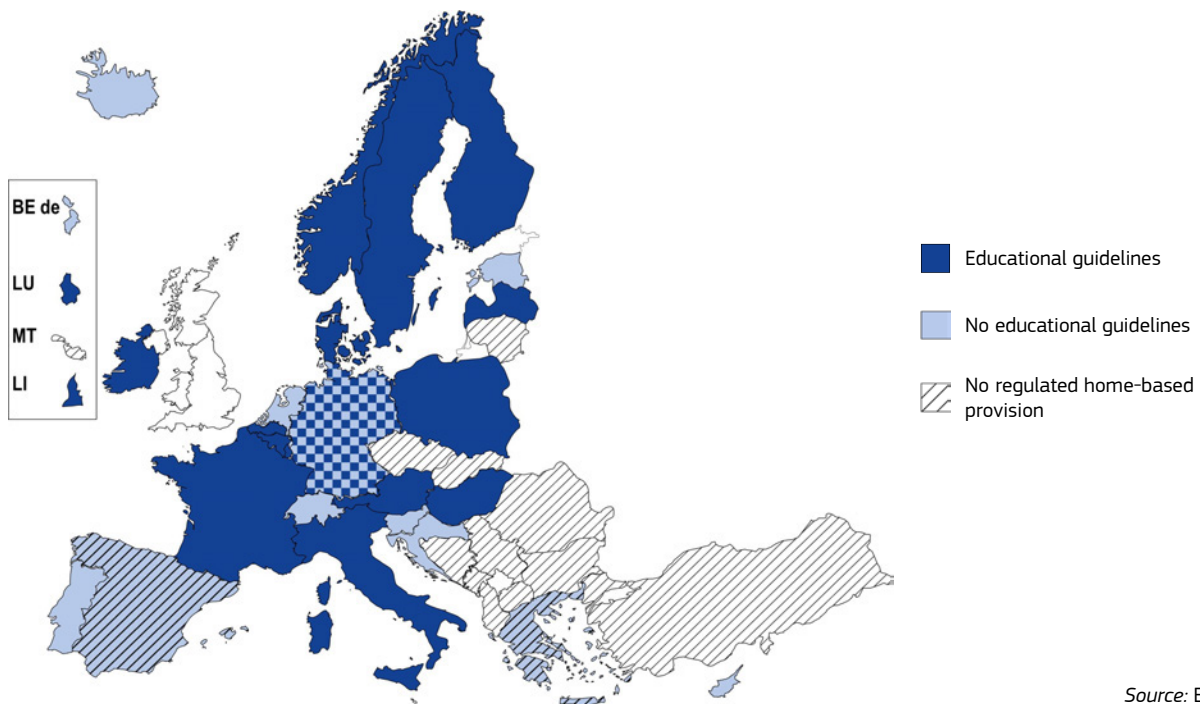 BE de
LU
MT
LI
Educational guidelines
No educational guidelines
No regulated home-based
provision
Source: E